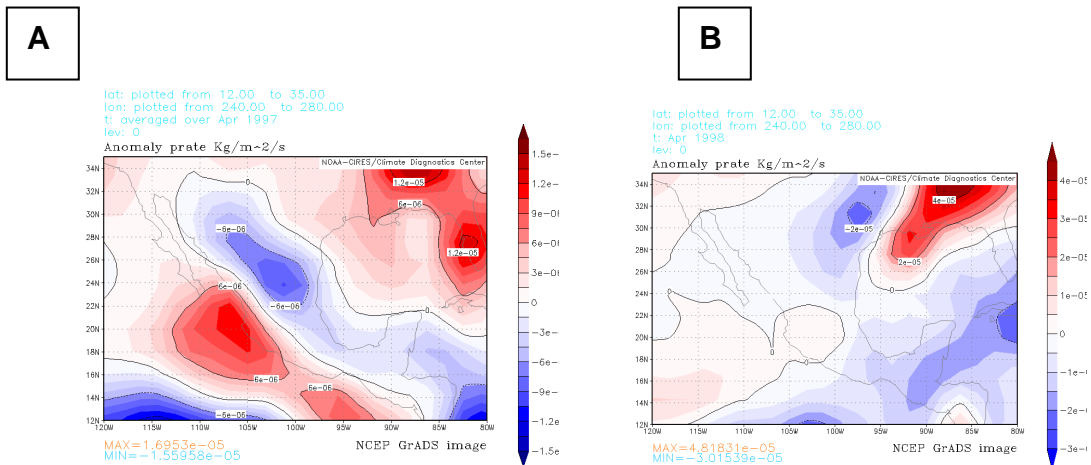 A
lat: plotted from 12.00 to 35.00
lon: plotted from 240.00 to 280.00
t: averaged over Apr 1997
lev: 0
Anomaly prate Kg/m^2/s
NOAA-CIRES/Climate Diagnostics Center
34N
32N
30N
28N
26N
24N
22N
20N
18N
16N
14N
12N
120W 115W 110W 105W 100W 95W 90W 85W 80W
0
1.2e-05
6e-06
-6e-06
1.2e-05
6e-06
-6e-06
0
6e-06
6e-06
-6e-06
1.5e-
1.2e-
9e-06
6e-06
3e-06
0
-3e-
-6e-
-9e-
-1.2e
-1.5e
MAX=1.6953e-05
MIN=-1.55958e-05
NCEP GrADS image
B
lat: plotted from 12.00 to 35.00
lon: plotted from 240.00 to 280.00
t: Apr 1998
lev: 0
Anomaly prate Kg/m^2/s
NOAA-CIRES/Climate Diagnostics Center
34N
32N
30N
28N
26N
24N
22N
20N
18N
16N
14N
12N
120W 115W 110W 105W 100W 95W 90W 85W 80W
4e-05
-2e-05
2e-05
0
0
0
0
4e-05
3e-05
2e-05
1e-05
0
-1e-
-2e-
-3e-
MAX=4.81831e-05
MIN=-3.01539e-05
NCEP GrADS image